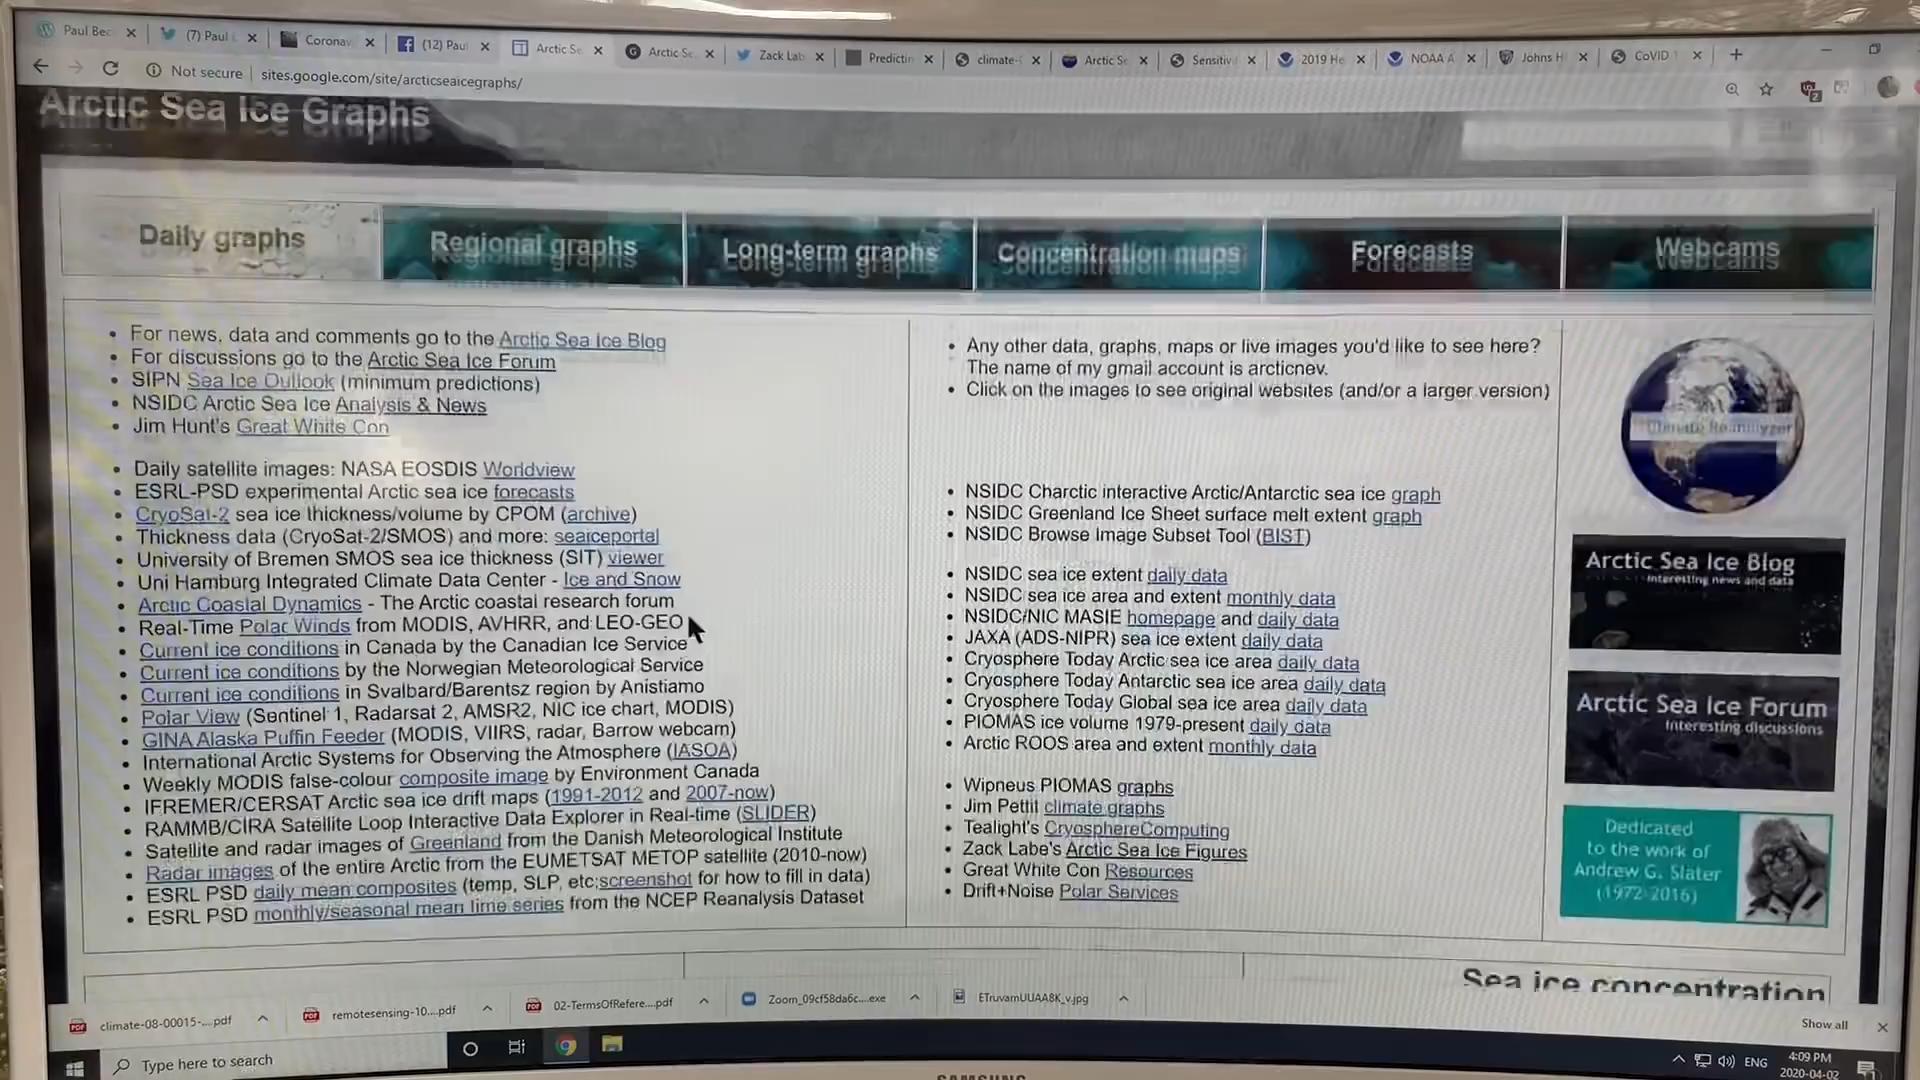 Paul Bec
(7) Paul
Coronav
(12) Paul
Arctic Se
Arctic Se
Zack Lab
Predictin
climate-
Arctic Se
Sensitiv
2019 He
NOAA A
Johns H
CoViD
Not secure
sites.google.com/site/arcticseaicegraphs/
Arctic Sea Ice Graphs
Daily graphs
Regional graphs
Long-term graphs
Concentration maps
Forecasts
Webcams
For news, data and comments go to the Arctic Sea Ice Blog
For discussions go to the Arctic Sea Ice Forum
SIPN Sea Ice Outlook (minimum predictions)
NSIDC Arctic Sea Ice Analysis & News
Jim Hunt's Great White Con
Daily satellite images: NASA EOSDIS Worldview
ESRL-PSD experimental Arctic sea ice forecasts
CryoSat-2 sea ice thickness/volume by CPOM (archive)
Thickness data (CryoSat-2/SMOS) and more: seaiceportal
University of Bremen SMOS sea ice thickness (SIT) viewer
Uni Hamburg Integrated Climate Data Center - Ice and Snow
Arctic Coastal Dynamics - The Arctic coastal research forum
Real-Time Polar Winds from MODIS, AVHRR, and LEO-GEO
Current ice conditions in Canada by the Canadian Ice Service
Current ice conditions by the Norwegian Meteorological Service
Current ice conditions in Svalbard/Barentsz region by Anistiamo
Polar View (Sentinel 1, Radarsat 2, AMSR2, NIC ice chart, MODIS)
GINA Alaska Puffin Feeder (MODIS, VIIRS, radar, Barrow webcam)
International Arctic Systems for Observing the Atmosphere (IASOA)
Weekly MODIS false-colour composite image by Environment Canada
IFREMER/CERSAT Arctic sea ice drift maps (1991-2012 and 2007-now)
RAMMB/CIRA Satellite Loop Interactive Data Explorer in Real-time (SLIDER)
Satellite and radar images of Greenland from the Danish Meteorological Institute
Radar images of the entire Arctic from the EUMETSAT METOP satellite (2010-now)
ESRL PSD daily mean composites (temp, SLP, etc;screenshot for how to fill in data)
ESRL PSD monthly/seasonal mean time series from the NCEP Reanalysis Dataset
Any other data, graphs, maps or live images you'd like to see here?
The name of my gmail account is arcticnev.
Click on the images to see original websites (and/or a larger version)
NSIDC Charctic interactive Arctic/Antarctic sea ice graph
NSIDC Greenland Ice Sheet surface melt extent graph
NSIDC Browse Image Subset Tool (BIST)
NSIDC sea ice extent daily data
NSIDC sea ice area and extent monthly data
NSIDC/NIC MASIE homepage and daily data
JAXA (ADS-NIPR) sea ice extent daily data
Cryosphere Today Arctic sea ice area daily data
Cryosphere Today Antarctic sea ice area daily data
Cryosphere Today Global sea ice area daily data
PIOMAS ice volume 1979-present daily data
Arctic ROOS area and extent monthly data
Wipneus PIOMAS graphs
Jim Pettit climate graphs
Tealight's CryosphereComputing
Zack Labe's Arctic Sea Ice Figures
Great White Con Resources
Drift+Noise Polar Services
Climate Reanalyzer
Arctic Sea Ice Blog
Interesting news and data
Arctic Sea Ice Forum
Interesting discussions
Dedicated
to the work of
Andrew G. Slater
(1972-2016)
Sea ice concentration
climate-08-00015-....pdf
remotesensing-10....pdf
02-TermsOfRefere....pdf
Zoom_09cf58da6c....exe
ETruvamUUAA8K_v.jpg
Show all
Type here to search
ENG
4:09 PM
2020-04-02
SAMSUNG